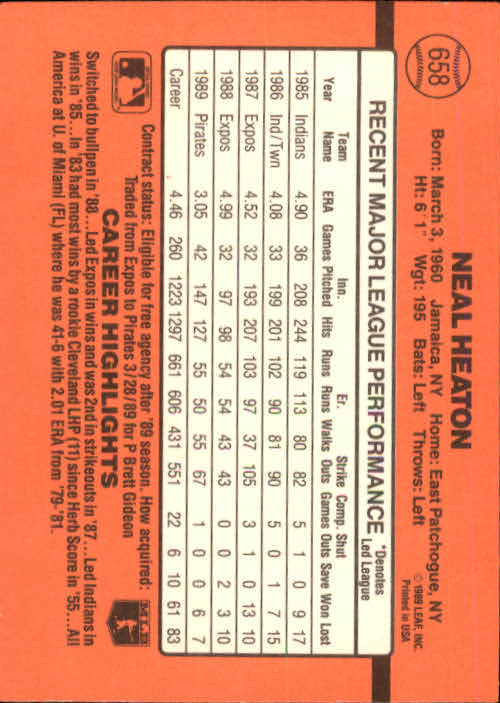 658
NEAL HEATON
© 1989 LEAF, INC.
Printed in USA
Born: March 3, 1960 Jamaica, NY Home: East Patchogue, NY
Ht: 6' 1" Wgt: 195 Bats: Left Throws: Left
RECENT MAJOR LEAGUE PERFORMANCE *Denotes Led League
Year Team Name ERA Games Inn. Pitched Hits Runs Er. Runs Walks Strike Outs Comp. Games Shut Outs Save Won Lost
1985 Indians 4.90 36 208 244 119 113 80 82 5 1 0 9 17
1986 Ind/Twn 4.08 33 199 201 102 90 81 90 5 0 1 7 15
1987 Expos 4.52 32 193 207 103 97 37 105 3 1 0 13 10
1988 Expos 4.99 32 97 98 54 54 43 43 0 0 2 3 10
1989 Pirates 3.05 42 147 127 55 50 55 67 1 0 0 6 7
Career 4.46 260 1223 1297 661 606 431 551 22 6 10 61 83
Contract status: Eligible for free agency after '89 season. How acquired:
Traded from Expos to Pirates 3/28/89 for P Brett Gideon
CAREER HIGHLIGHTS
MLB
Switched to bullpen in '88...Led Expos in wins and was 2nd in strikeouts in '87...Led Indians in
wins in '85...In '83 had most wins by a rookie Cleveland LHP (11) since Herb Score in '55...All
America at U. of Miami (FL) where he was 41-6 with 2.01 ERA from '79-'81.